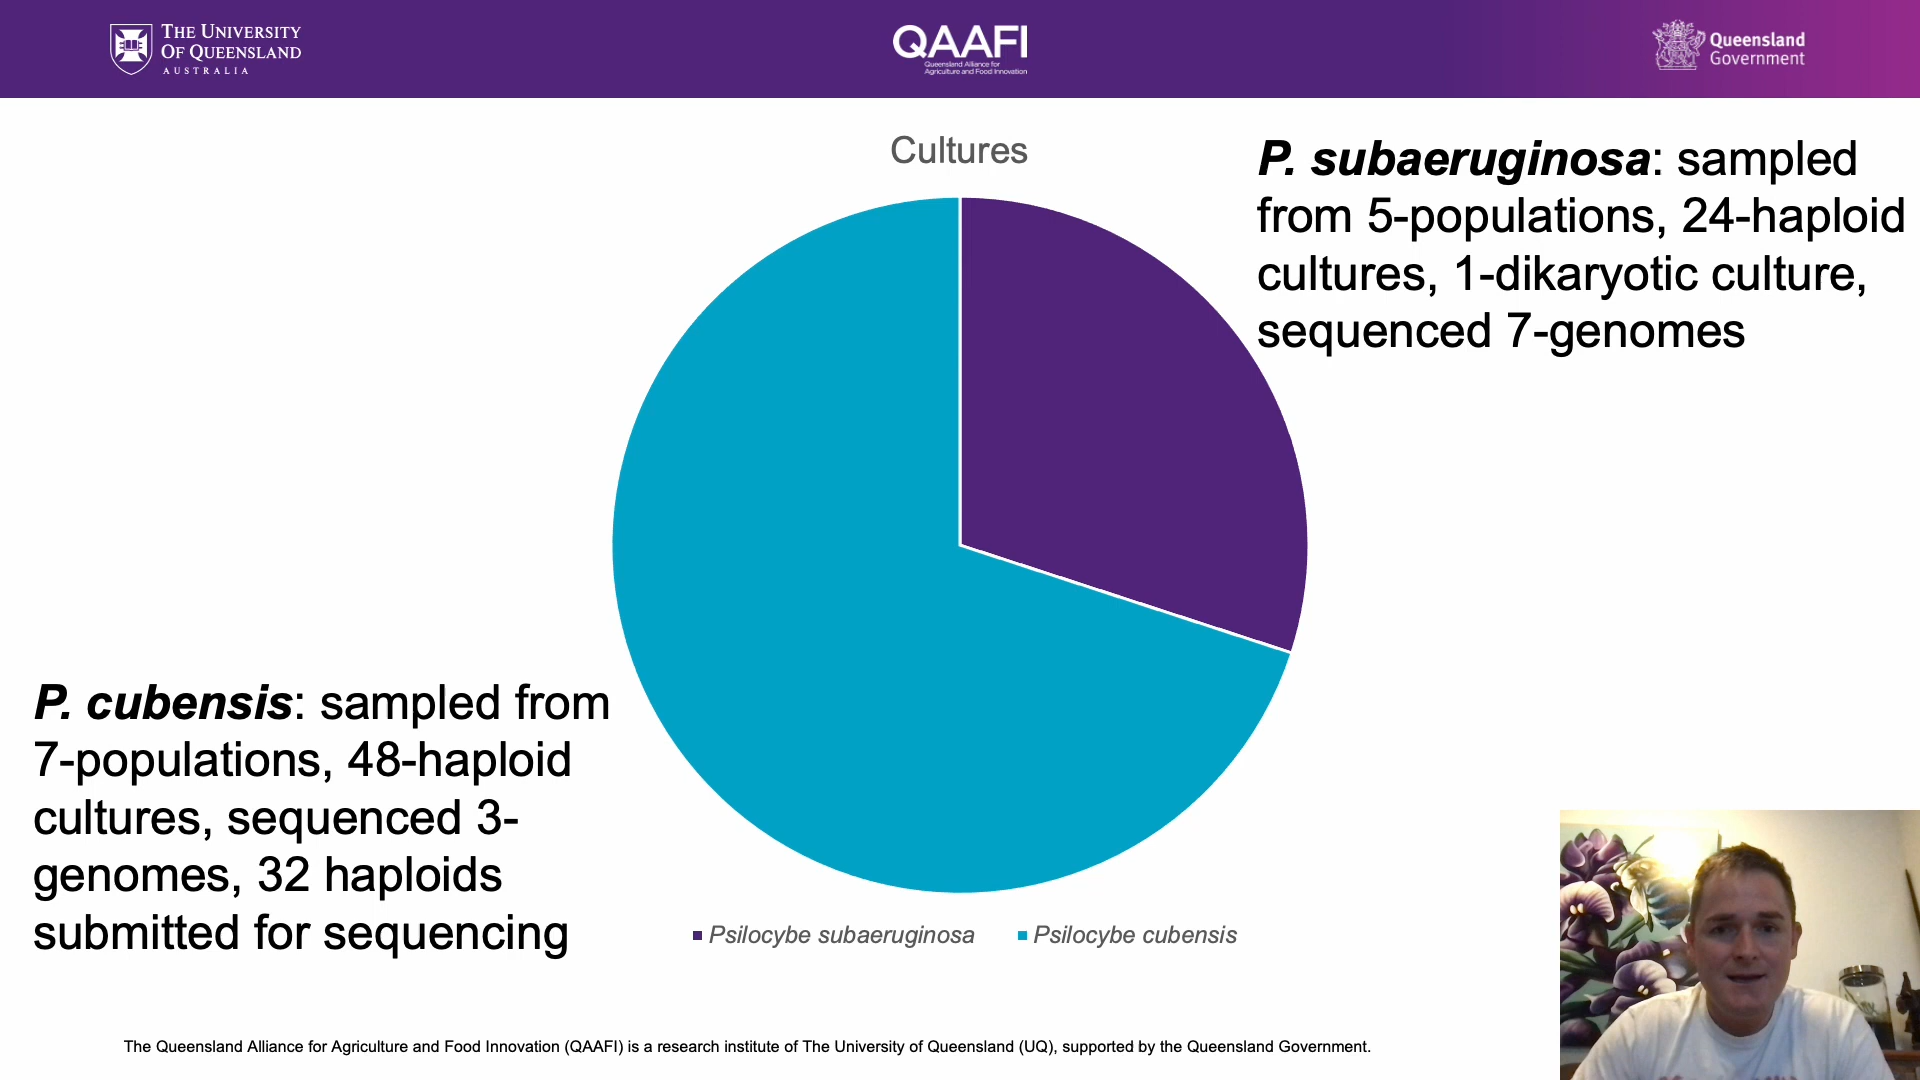 THE UNIVERSITY
OF QUEENSLAND
AUSTRALIA
QAAFI
Queensland Alliance for
Agriculture and Food Innovation
Queensland
Government
Cultures
P. subaeruginosa: sampled
from 5-populations, 24-haploid
cultures, 1-dikaryotic culture,
sequenced 7-genomes
P. cubensis: sampled from
7-populations, 48-haploid
cultures, sequenced 3-
genomes, 32 haploids
submitted for sequencing
Psilocybe subaeruginosa Psilocybe cubensis
The Queensland Alliance for Agriculture and Food Innovation (QAAFI) is a research institute of The University of Queensland (UQ), supported by the Queensland Government.